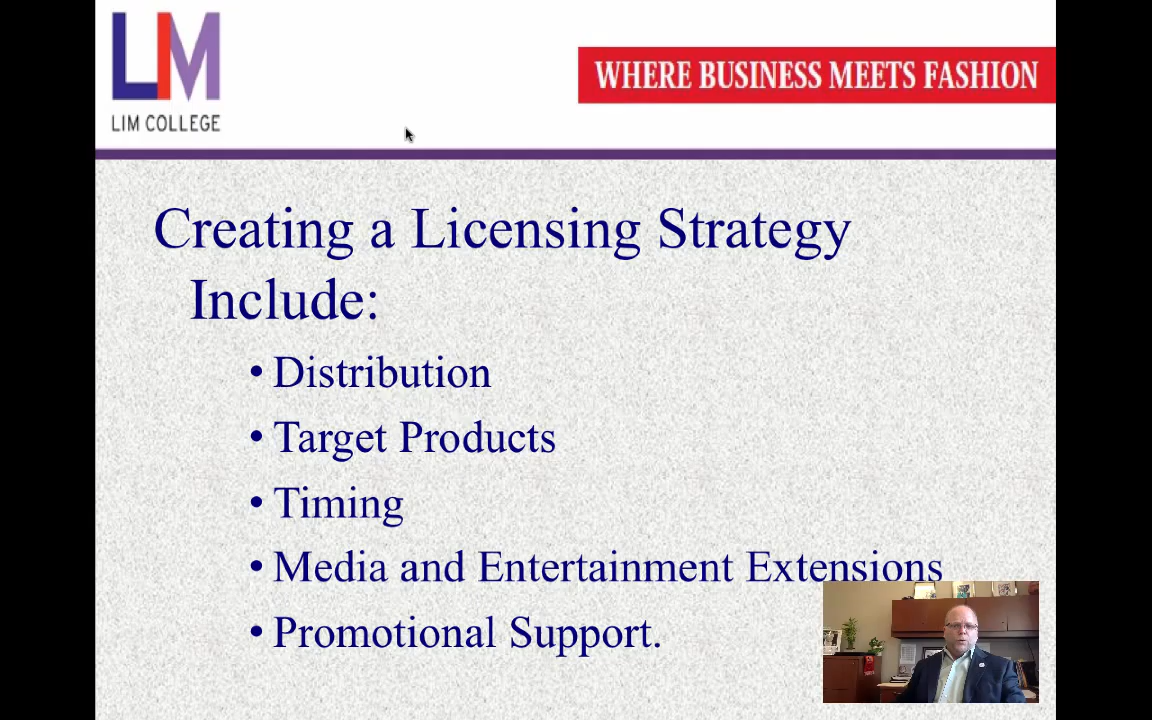 LIM
LIM COLLEGE
WHERE BUSINESS MEETS FASHION
Creating a Licensing Strategy
Include:
• Distribution
• Target Products
• Timing
• Media and Entertainment Extensions
• Promotional Support.